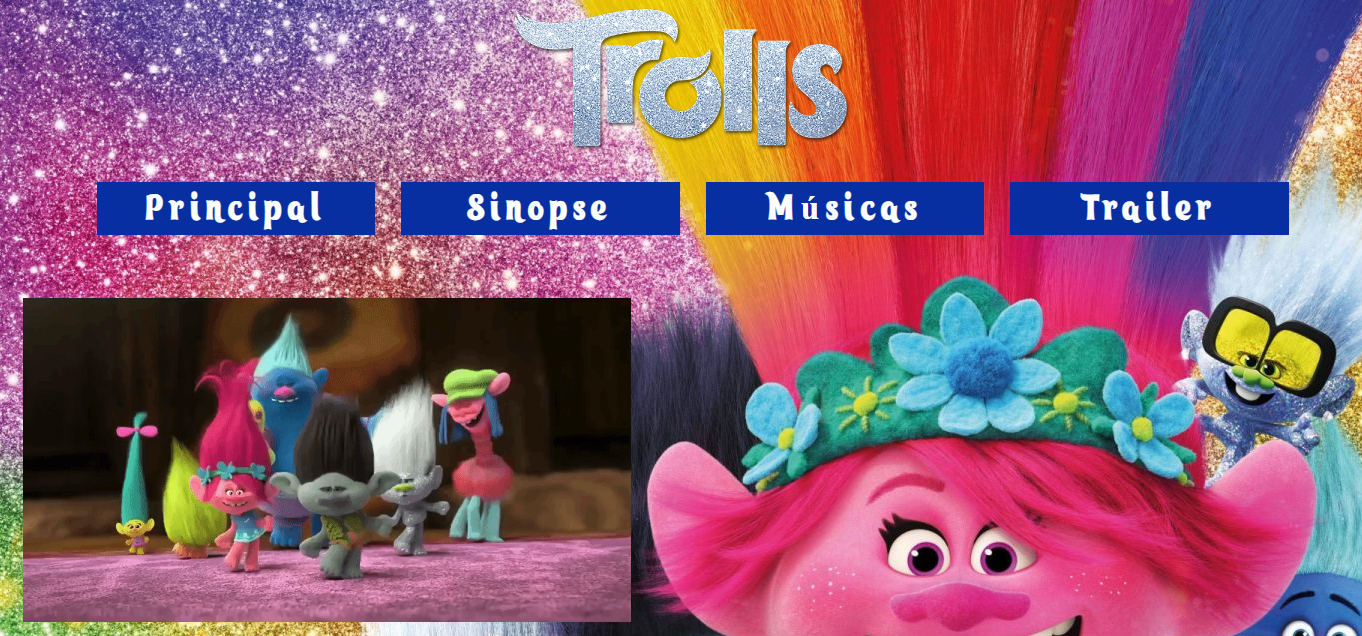 Trolls
Principal
Sinopse
Músicas
Trailer